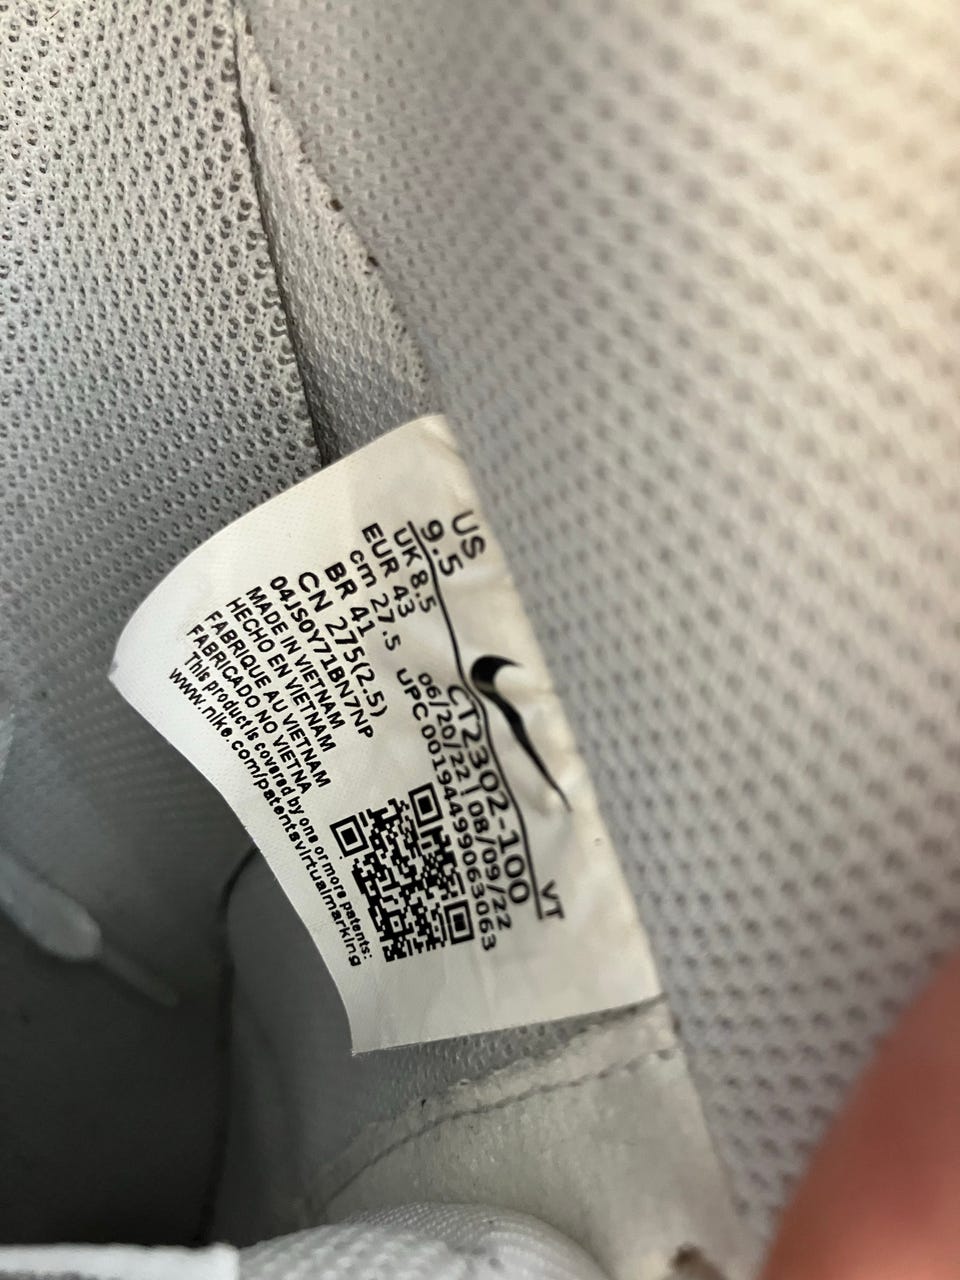 US
9.5
UK 8.5
EUR 43
cm 27.5
BR 41
CN 275(2.5)
VT
CT2302-100
06/20/22 | 08/09/22
UPC 00194499063063
04JS0Y71BN7NP
MADE IN VIETNAM
HECHO EN VIETNAM
FABRIQUE AU VIETNAM
FABRICADO NO VIETNA
This product is covered by one or more patents:
www.nike.com/patentsvirtualmarking